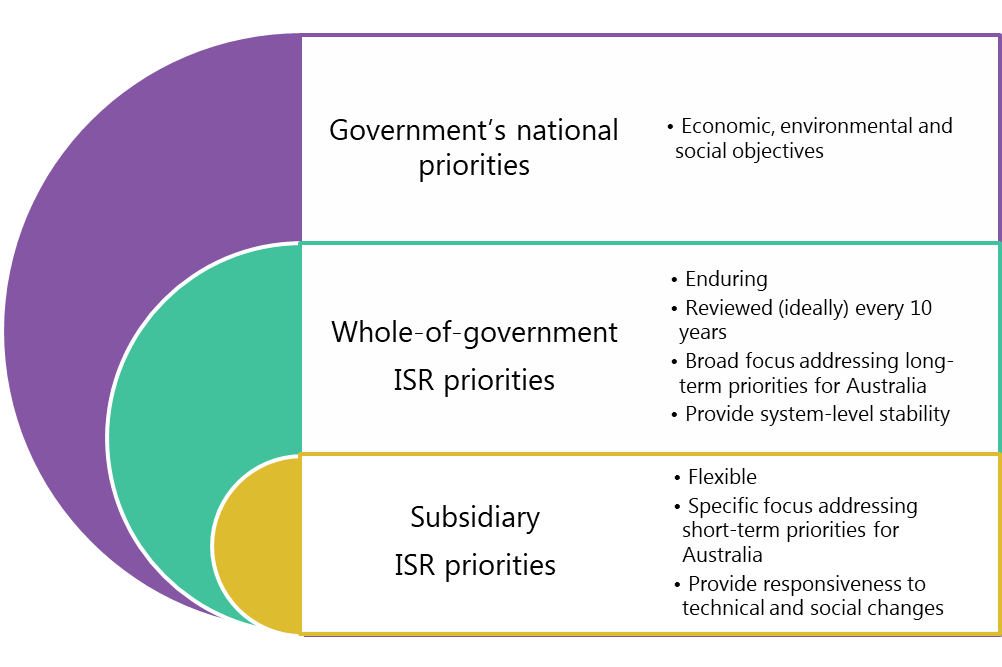 Government's national
priorities
• Economic, environmental and
social objectives
Whole-of-government
ISR priorities
• Enduring
• Reviewed (ideally) every 10
years
• Broad focus addressing long-
term priorities for Australia
• Provide system-level stability
Subsidiary
ISR priorities
• Flexible
• Specific focus addressing
short-term priorities for
Australia
• Provide responsiveness to
technical and social changes